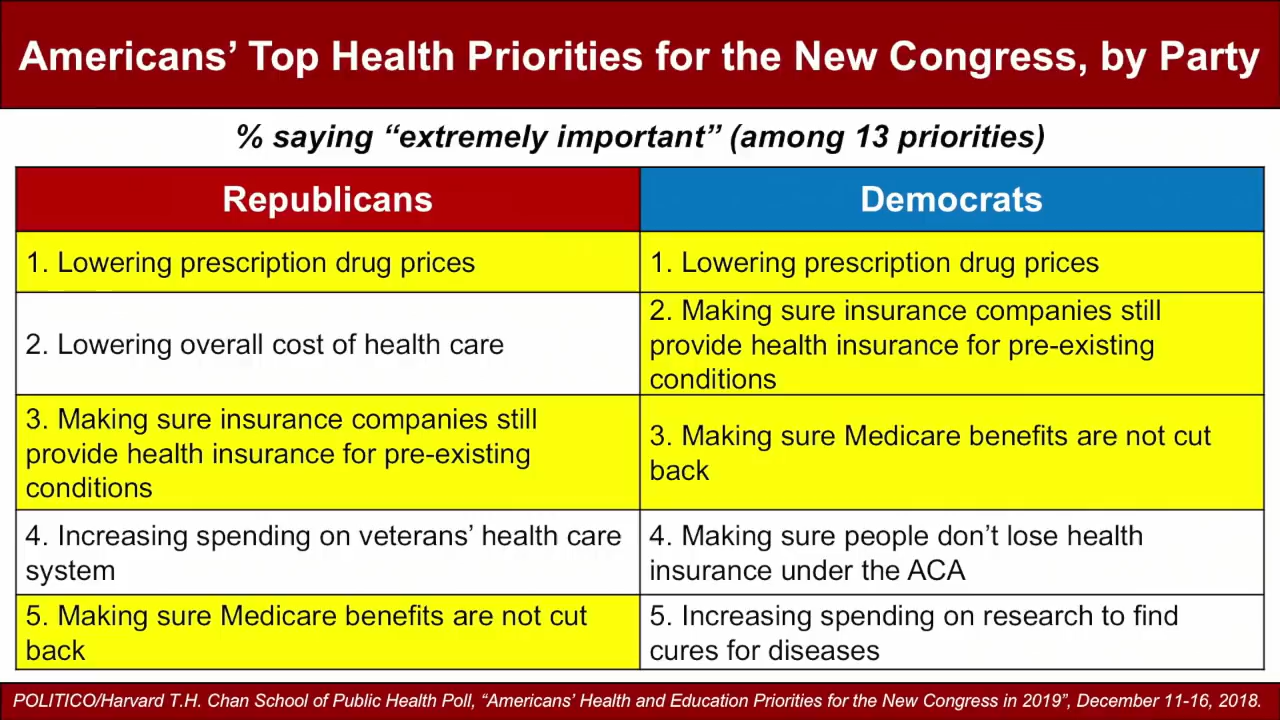 Americans’ Top Health Priorities for the New Congress, by Party
% saying “extremely important” (among 13 priorities)
Republicans
Democrats
1. Lowering prescription drug prices
1. Lowering prescription drug prices
2. Lowering overall cost of health care
2. Making sure insurance companies still
provide health insurance for pre-existing
conditions
3. Making sure insurance companies still
provide health insurance for pre-existing
conditions
3. Making sure Medicare benefits are not cut
back
4. Increasing spending on veterans’ health care
system
4. Making sure people don’t lose health
insurance under the ACA
5. Making sure Medicare benefits are not cut
back
5. Increasing spending on research to find
cures for diseases
POLITICO/Harvard T.H. Chan School of Public Health Poll, “Americans’ Health and Education Priorities for the New Congress in 2019”, December 11-16, 2018.